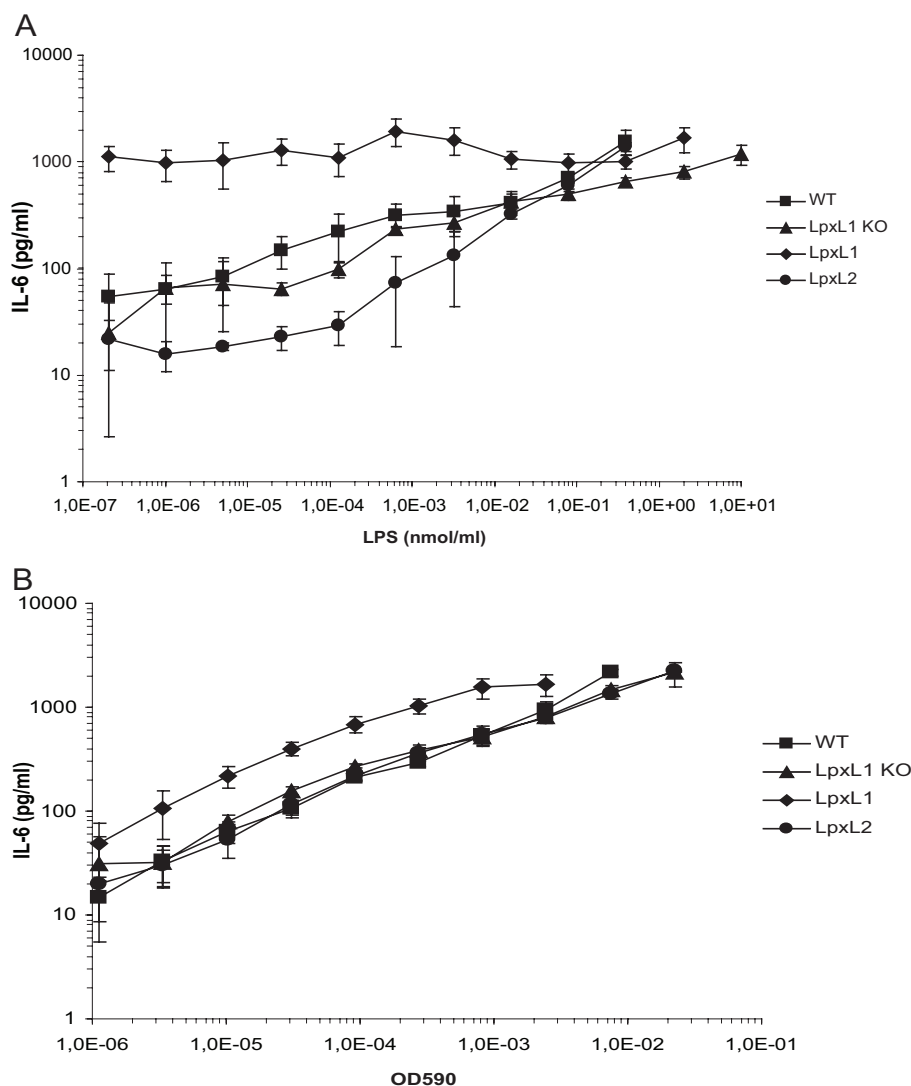 A
10000
1000
100
10
1
IL-6 (pg/ml)
1,0E-07 1,0E-06 1,0E-05 1,0E-04 1,0E-03 1,0E-02 1,0E-01 1,0E+00 1,0E+01
LPS (nmol/ml)
WT
LpxL1 KO
LpxL1
LpxL2
B
10000
1000
100
10
1
IL-6 (pg/ml)
1,0E-06 1,0E-05 1,0E-04 1,0E-03 1,0E-02 1,0E-01
OD590
WT
LpxL1 KO
LpxL1
LpxL2